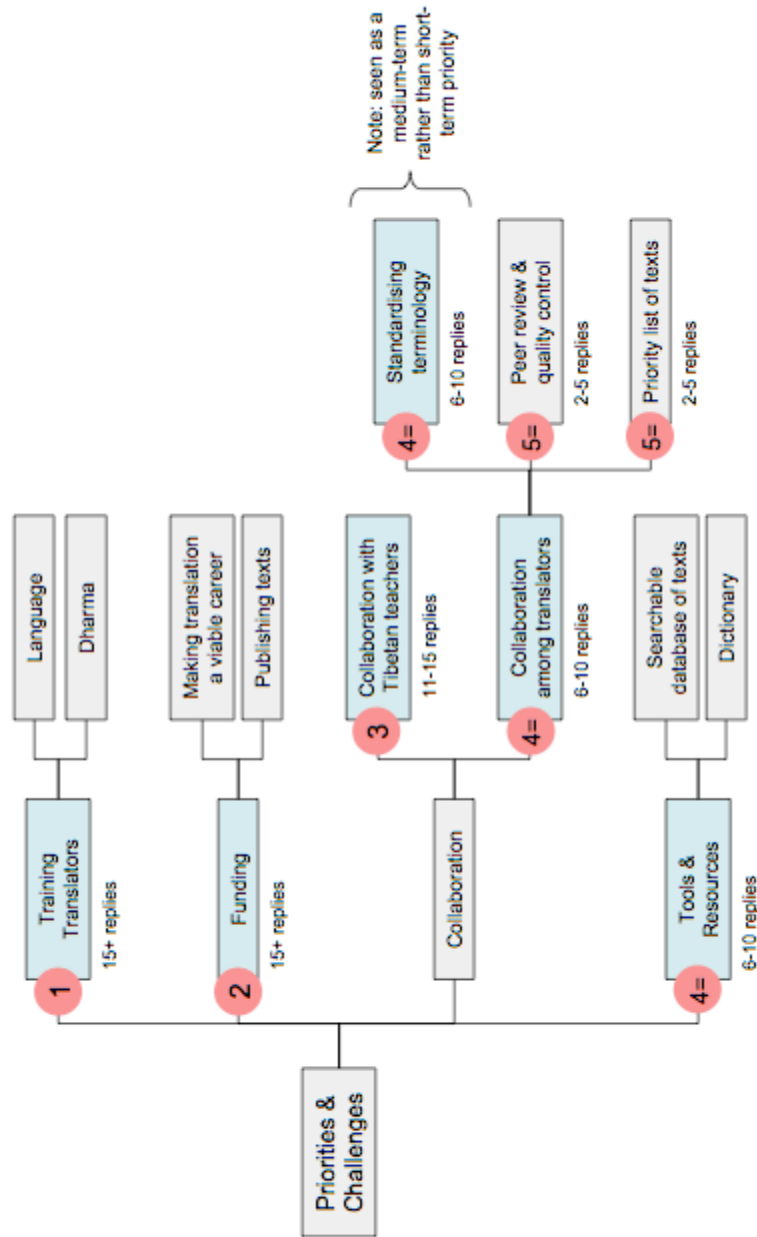 Priorities &
Challenges
1
Training
Translators
15+ replies
Language
Dharma
2
Funding
15+ replies
Making translation
a viable career
Publishing texts
Collaboration
3
Collaboration with
Tibetan teachers
11-15 replies
4=
Collaboration
among translators
6-10 replies
4=
Standardising
terminology
6-10 replies
Note: seen as a
medium-term
rather than short-
term priority
5=
Peer review &
quality control
2-5 replies
5=
Priority list of texts
2-5 replies
4=
Tools &
Resources
6-10 replies
Searchable
database of texts
Dictionary